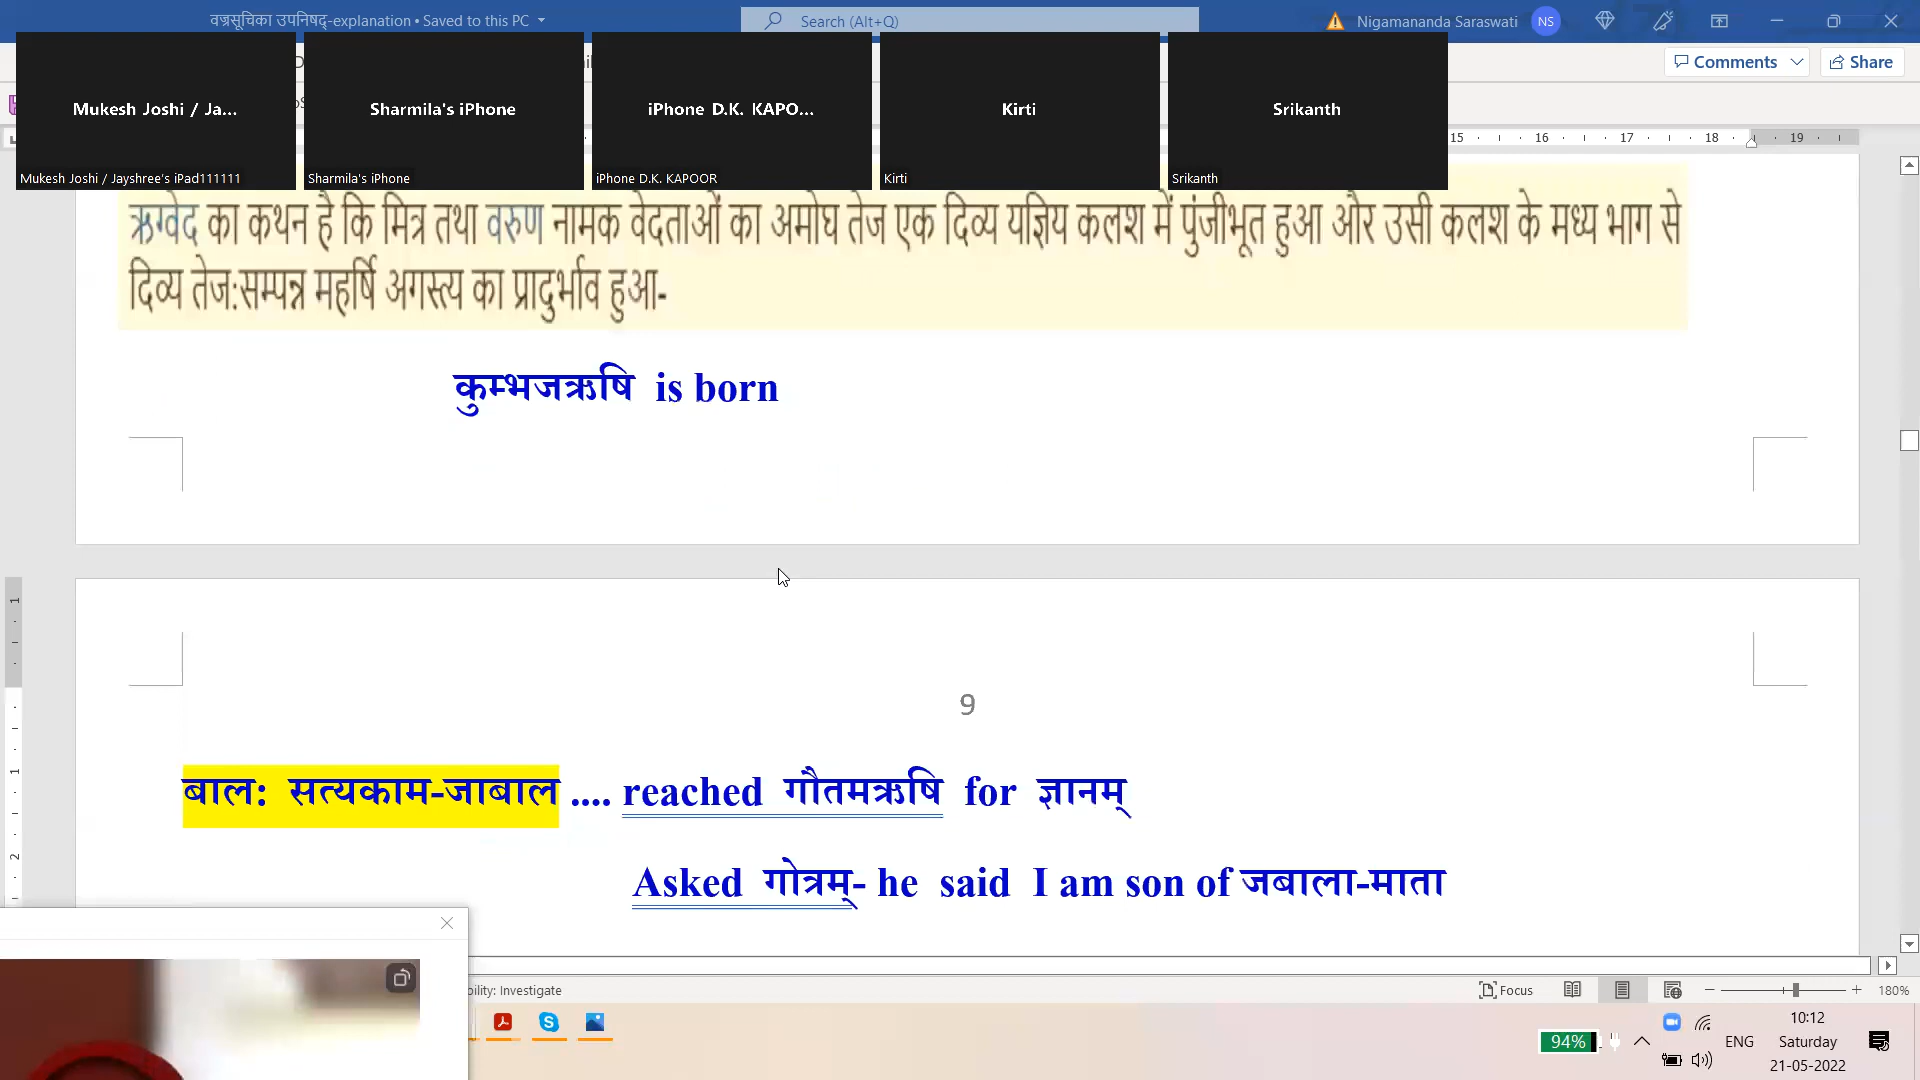 वज्रसूचिका उपनिषद्-explanation • Saved to this PC
Search (Alt+Q)
Nigamananda Saraswati
NS
Comments
Share
Mukesh Joshi / Ja...
Sharmila's iPhone
iPhone D.K. KAPO...
Kirti
Srikanth
Mukesh Joshi / Jayshree's iPad111111
Sharmila's iPhone
iPhone D.K. KAPOOR
Kirti
Srikanth
15 16 17 18 19
ऋग्वेद का कथन है कि मित्र तथा वरुण नामक वेदताओं का अमोघ तेज एक दिव्य यज्ञिय कलश में पुंजीभूत हुआ और उसी कलश के मध्य भाग से
दिव्य तेज:सम्पन्न महर्षि अगस्त्य का प्रादुर्भाव हुआ-
कुम्भजऋषि is born
1
9
बाल: सत्यकाम-जाबाल .... reached गौतमऋषि for ज्ञानम्
1
2
Asked गोत्रम्- he said I am son of जबाला-माता
bility: Investigate
Focus
180%
94%
ENG
10:12
Saturday
21-05-2022